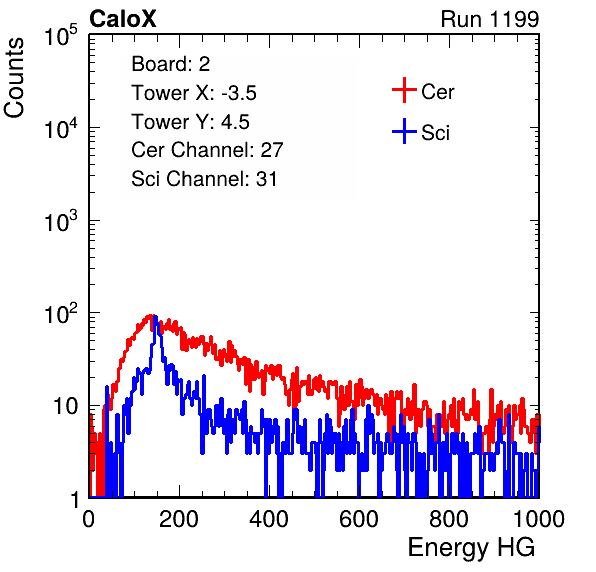 CaloX Run 1199
Counts
Board: 2
Tower X: -3.5
Tower Y: 4.5
Cer Channel: 27
Sci Channel: 31
Cer
Sci
10^5
10^4
10^3
10^2
10
1
0 200 400 600 800 1000
Energy HG